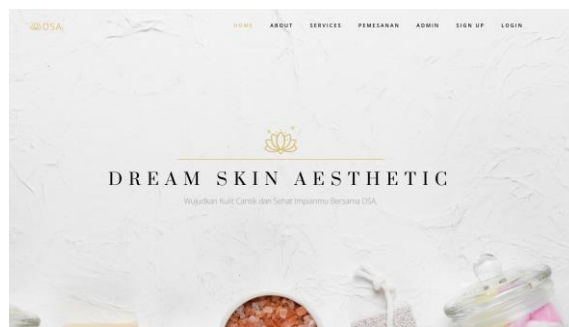 DSA
HOME ABOUT SERVICES PEMESANAN ADMIN SIGN UP LOGIN
DREAM SKIN AESTHETIC
Wujudkan Kulit Cantik dan Sehat Impianmu Bersama DSA.